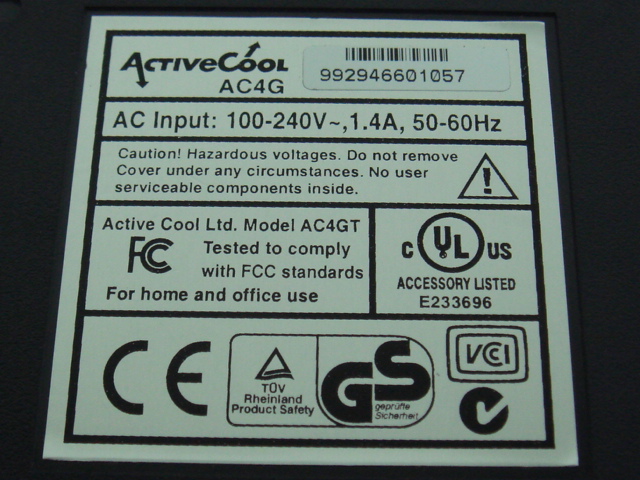 ACTIVECOOL
AC4G
992946601057
AC Input: 100-240V~,1.4A, 50-60Hz
Caution! Hazardous voltages. Do not remove
Cover under any circumstances. No user
serviceable components inside.
Active Cool Ltd. Model AC4GT
FC Tested to comply
with FCC standards
For home and office use
C UL US
ACCESSORY LISTED
E233696
CE
TÜV
Rheinland
Product Safety
GS
geprüfte
Sicherheit
VCCI